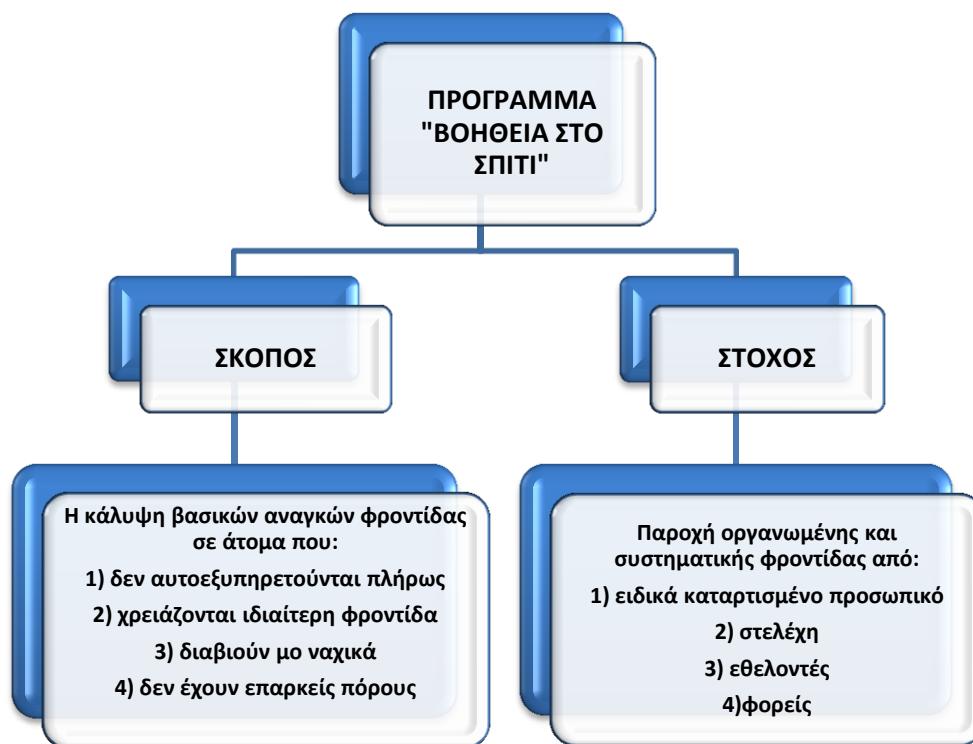 ΠΡΟΓΡΑΜΜΑ
"ΒΟΗΘΕΙΑ ΣΤΟ
ΣΠΙΤΙ"
ΣΚΟΠΟΣ
Η κάλυψη βασικών αναγκών φροντίδας
σε άτομα που:
1) δεν αυτοεξυπηρετούνται πλήρως
2) χρειάζονται ιδιαίτερη φροντίδα
3) διαβιούν μο ναχικά
4) δεν έχουν επαρκείς πόρους
ΣΤΟΧΟΣ
Παροχή οργανωμένης και
συστηματικής φροντίδας από:
1) ειδικά καταρτισμένο προσωπικό
2) στελέχη
3) εθελοντές
4)φορείς